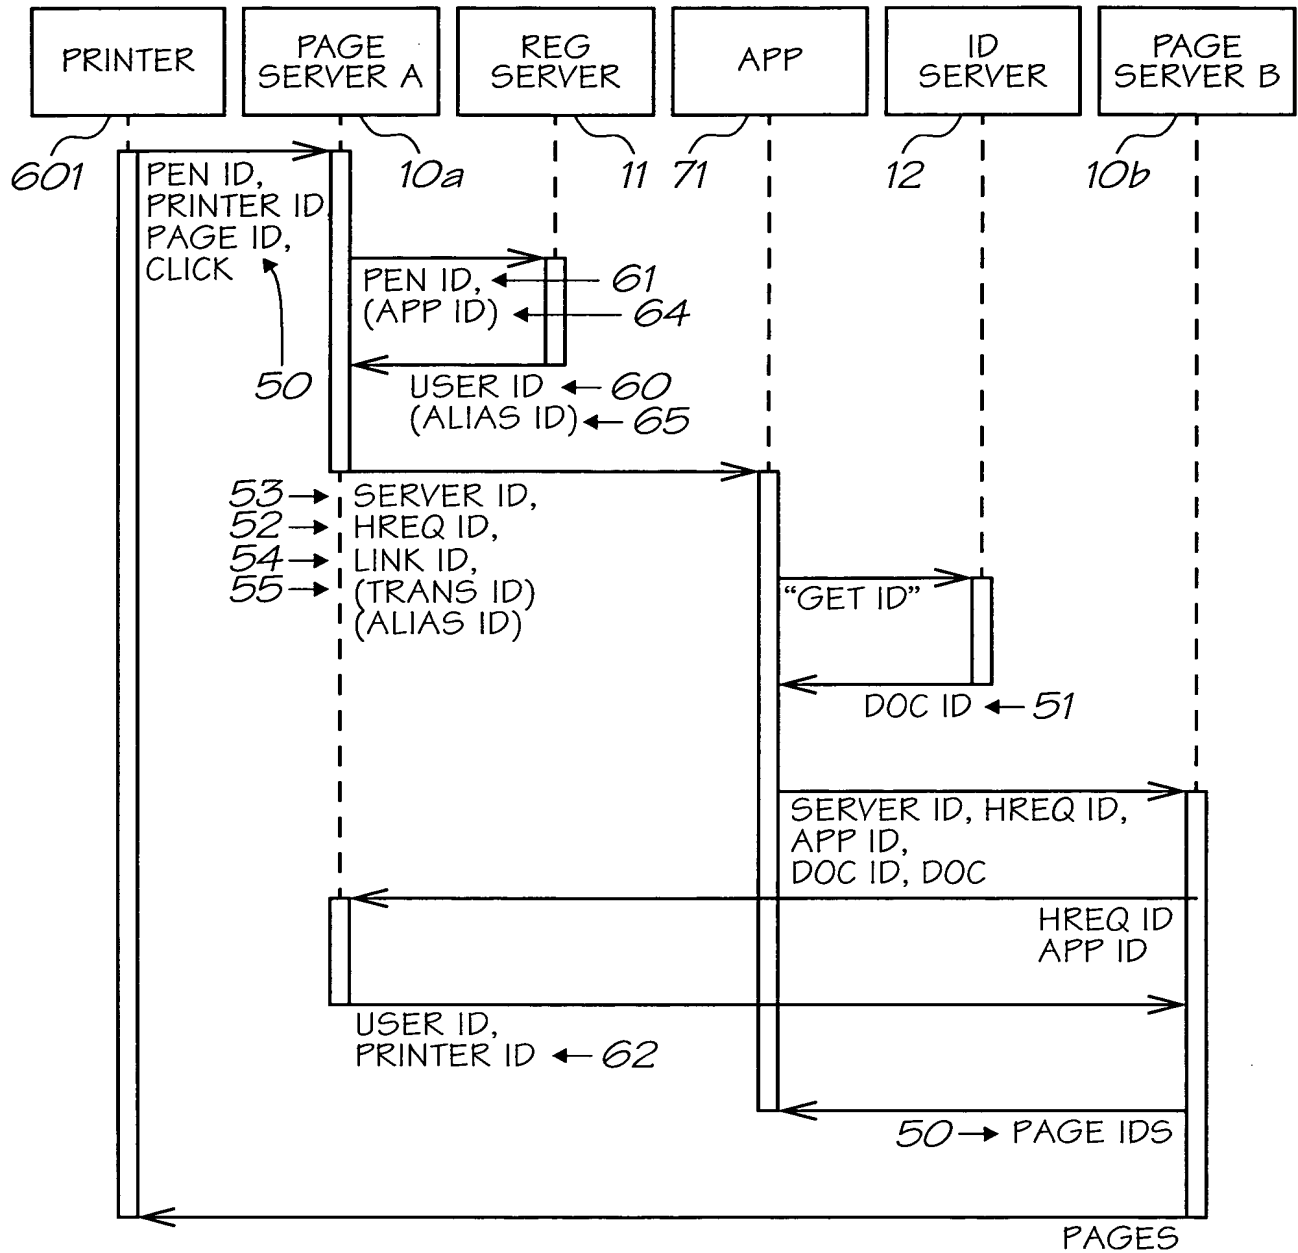 PRINTER
PAGE
SERVER A
REG
SERVER
APP
ID
SERVER
PAGE
SERVER B
601
10a
11
71
12
10b
PEN ID,
PRINTER ID
PAGE ID,
CLICK
50
PEN ID,
61
(APP ID)
64
USER ID
60
(ALIAS ID)
65
53
SERVER ID,
52
HREQ ID,
54
LINK ID,
55
(TRANS ID)
(ALIAS ID)
“GET ID”
DOC ID
51
SERVER ID, HREQ ID,
APP ID,
DOC ID, DOC
HREQ ID
APP ID
USER ID,
PRINTER ID
62
50
PAGE IDS
PAGES